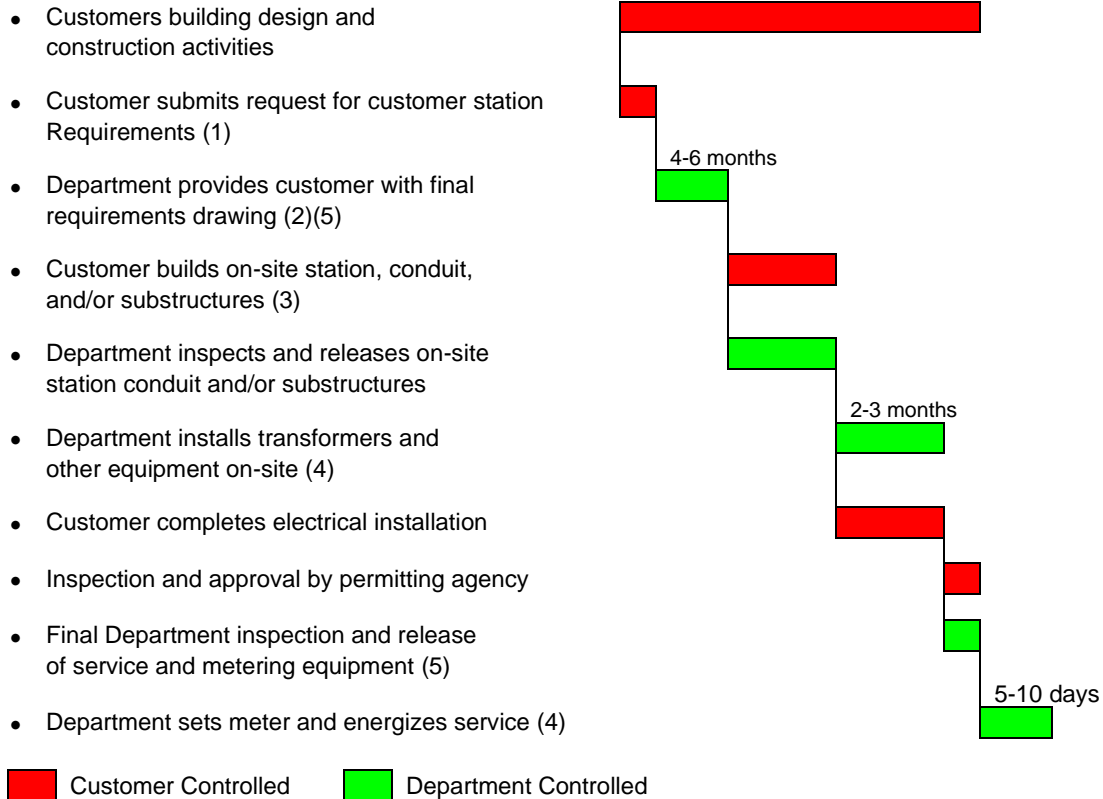 • Customers building design and
construction activities
• Customer submits request for customer station
Requirements (1)
4-6 months
• Department provides customer with final
requirements drawing (2)(5)
• Customer builds on-site station, conduit,
and/or substructures (3)
• Department inspects and releases on-site
station conduit and/or substructures
2-3 months
• Department installs transformers and
other equipment on-site (4)
• Customer completes electrical installation
• Inspection and approval by permitting agency
• Final Department inspection and release
of service and metering equipment (5)
5-10 days
• Department sets meter and energizes service (4)
Customer Controlled
Department Controlled